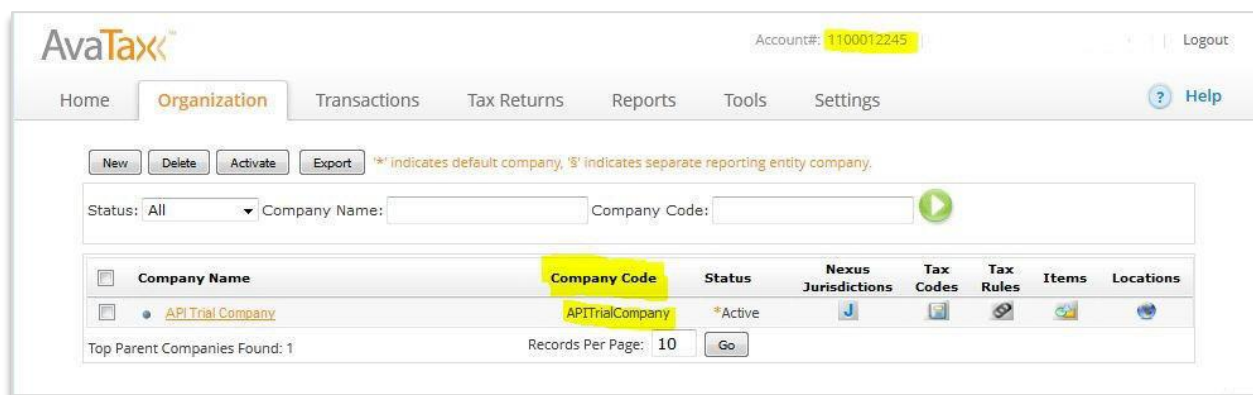 AvaTax
Account#: 1100012245 Logout
Home Organization Transactions Tax Returns Reports Tools Settings ? Help
New Delete Activate Export '*' indicates default company, '§' indicates separate reporting entity company.
Status: All Company Name: Company Code:
Company Name Company Code Status Nexus Jurisdictions Tax Codes Tax Rules Items Locations
API Trial Company APITrialCompany *Active J
Top Parent Companies Found: 1 Records Per Page: 10 Go